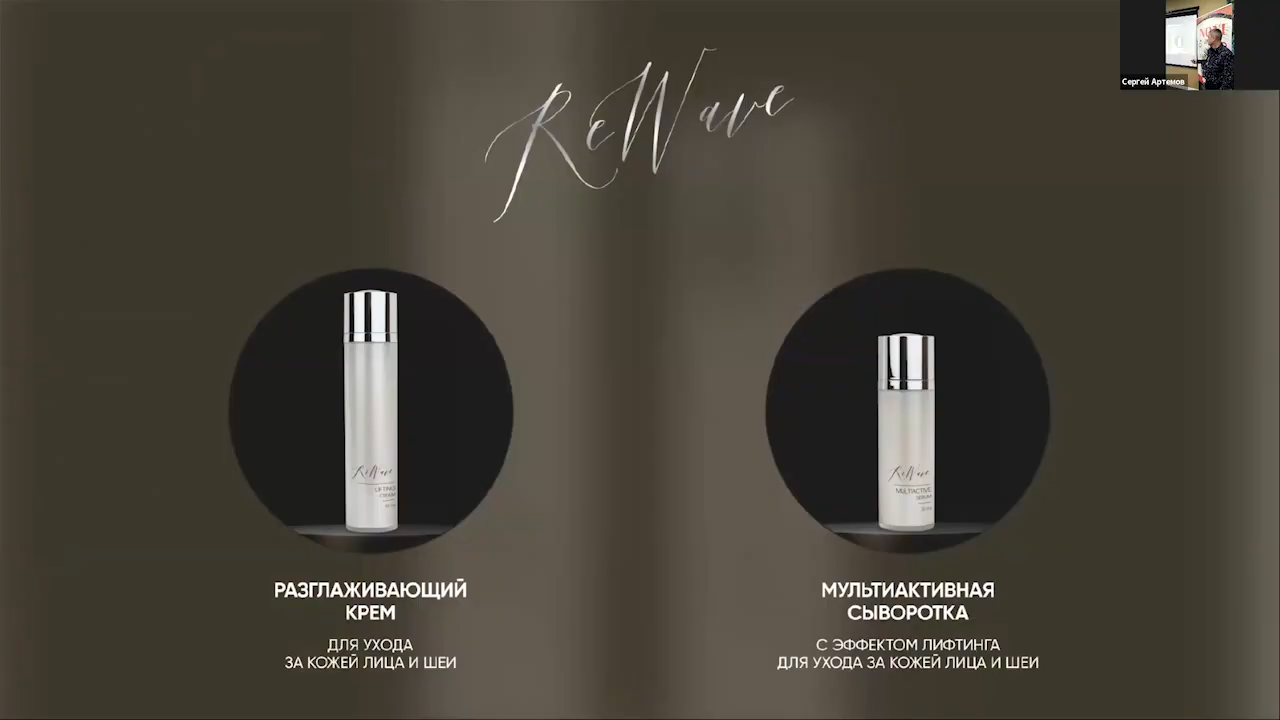 Сергей Артемов
ReWave
ReWave
LIFTING
CREAM
ReWave
MULTIACTIVE
SERUM
РАЗГЛАЖИВАЮЩИЙ
КРЕМ
ДЛЯ УХОДА
ЗА КОЖЕЙ ЛИЦА И ШЕИ
МУЛЬТИАКТИВНАЯ
СЫВОРОТКА
С ЭФФЕКТОМ ЛИФТИНГА
ДЛЯ УХОДА ЗА КОЖЕЙ ЛИЦА И ШЕИ